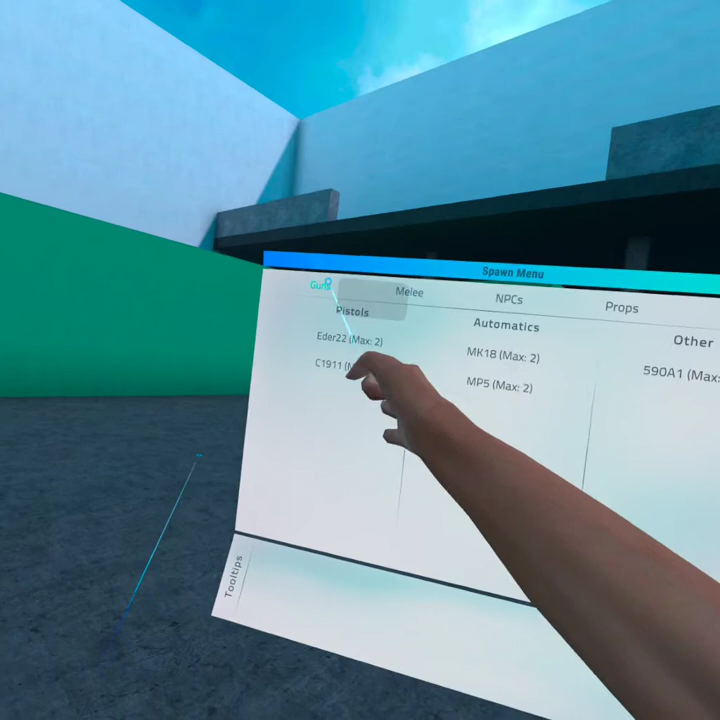 Spawn Menu
Guns
Melee
NPCs
Props
Pistols
Eder22 (Max: 2)
C1911
Automatics
MK18 (Max: 2)
MP5 (Max: 2)
Other
590A1 (Max:
Tooltips